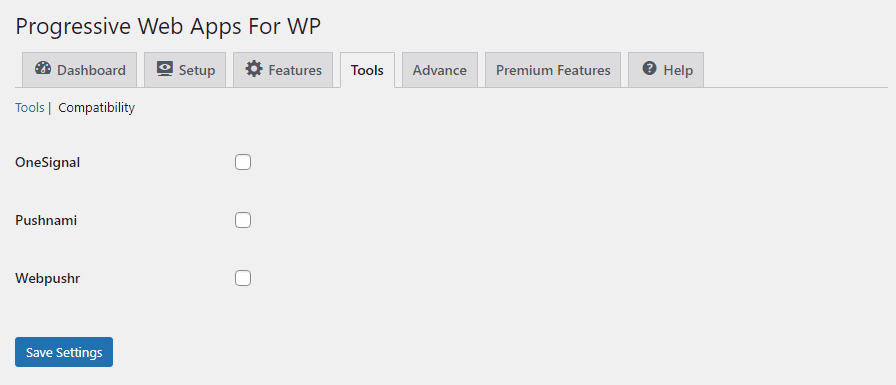 Progressive Web Apps For WP
Dashboard Setup Features Tools Advance Premium Features Help
Tools | Compatibility
OneSignal
Pushnami
Webpushr
Save Settings